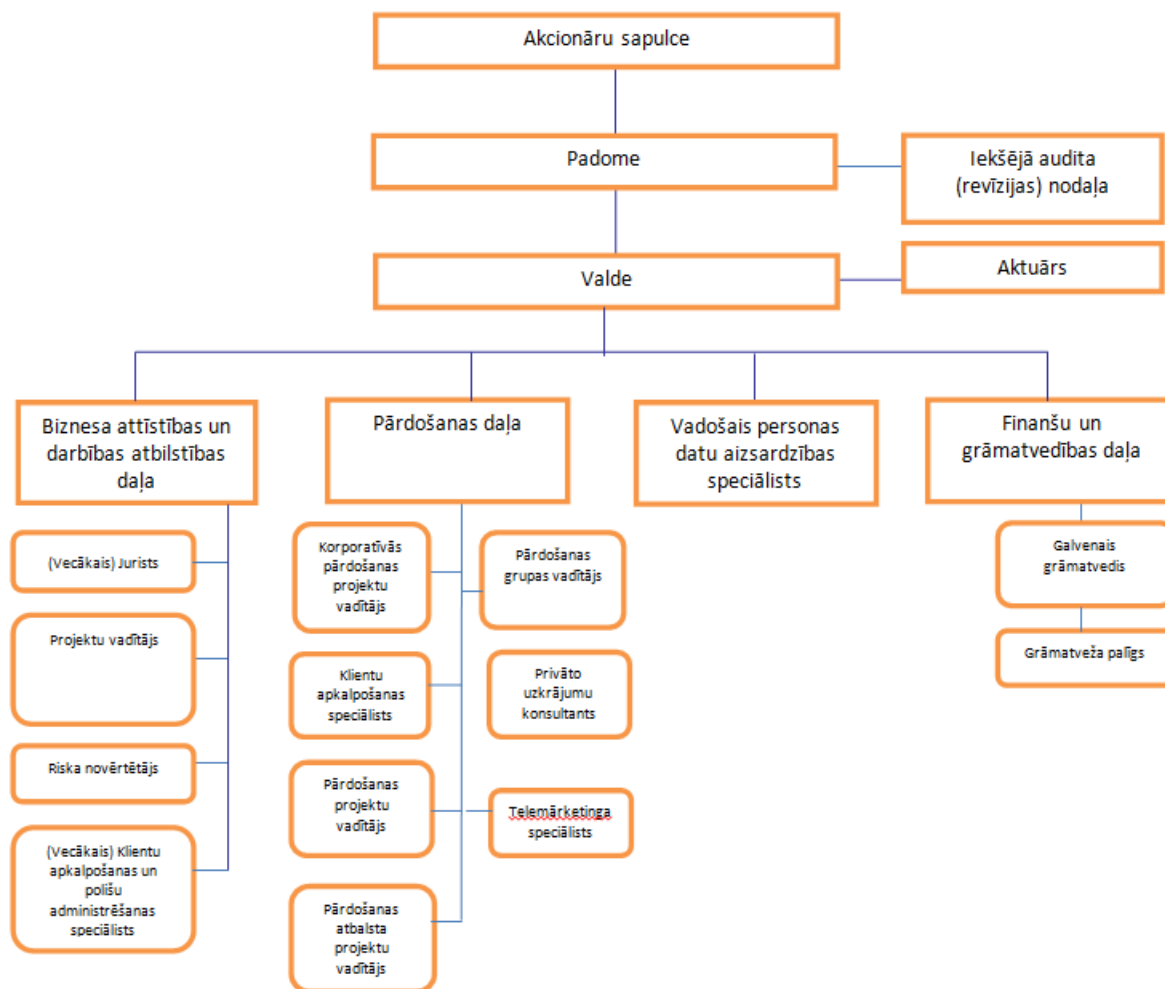 Akcionāru sapulce
Padome
Iekšējā audita
(revīzijas) nodaļa
Valde
Aktuārs
Biznesa attīstības un
darbības atbilstības
daļa
Pārdošanas daļa
Vadošais personas
datu aizsardzības
speciālists
Finanšu un
grāmatvedības daļa
(Vecākais) Jurists
Projektu vadītājs
Riska novērtētājs
(Vecākais) Klientu
apkalpošanas un
polišu
administrēšanas
speciālists
Korporatīvās
pārdošanas
projektu
vadītājs
Pārdošanas
grupas vadītājs
Klientu
apkalpošanas
speciālists
Privāto
uzkrājumu
konsultants
Pārdošanas
projektu
vadītājs
Telemārketinga
speciālists
Pārdošanas
atbalsta
projektu
vadītājs
Galvenais
grāmatvedis
Grāmatveža palīgs